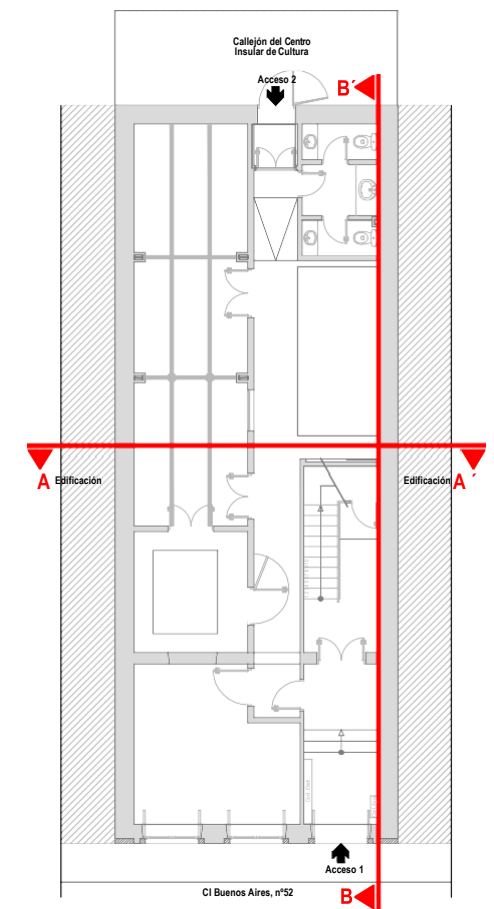 Callejón del Centro
Insular de Cultura
Acceso 2
B´
A
Edificación
Edificación
A´
Acceso 1
Cl Buenos Aires, nº52
B